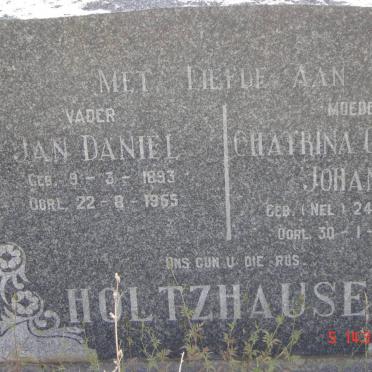 MET LIEFDE AAN
VADER
JAN DANIEL
GEB. 9 - 3 - 1893
OORL. 22 - 8 - 1965
MOEDE
CHATRINA
JOHAN
GEB. (NEL) 24
OORL. 30 - 1 -
ONS GUN U DIE RUS.
HOLTZHAUSE